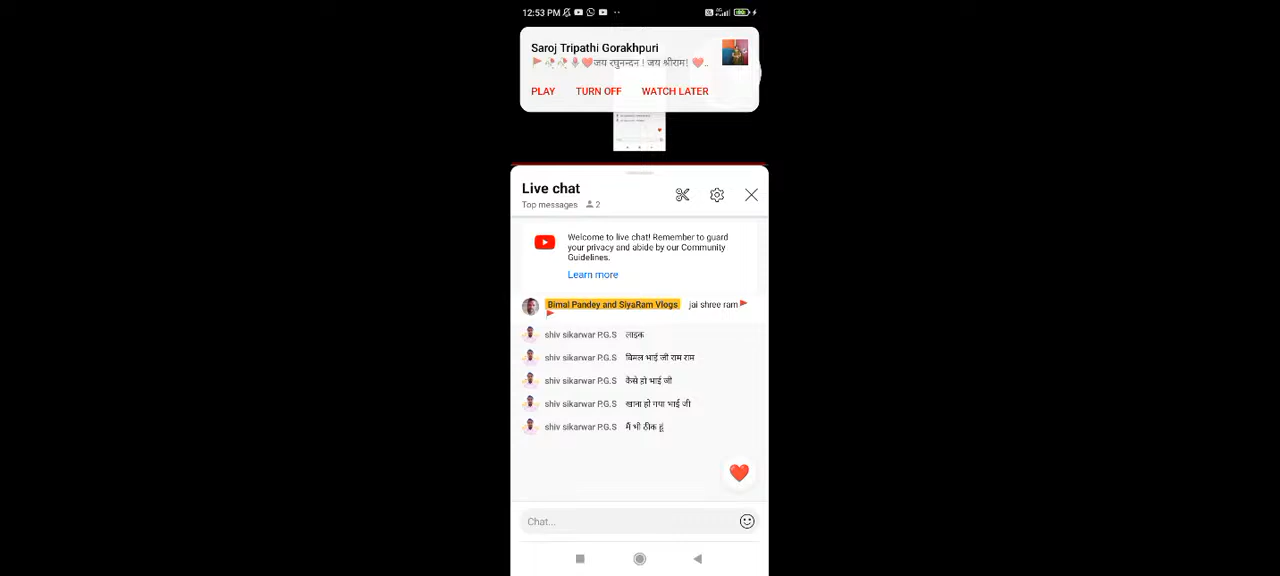 12:53 PM
Saroj Tripathi Gorakhpuri
🚩🥀🥀🌷❤️जय रघुनन्दन ! जय श्रीराम! ❤️..
PLAY TURN OFF WATCH LATER
Live chat
Top messages 2
Welcome to live chat! Remember to guard
your privacy and abide by our Community
Guidelines.
Learn more
Bimal Pandey and SiyaRam Vlogs jai shree ram🚩
🚩
shiv sikarwar P.G.S लाइक
shiv sikarwar P.G.S बिमल भाई जी राम राम
shiv sikarwar P.G.S कैसे हो भाई जी
shiv sikarwar P.G.S खाना हो गया भाई जी
shiv sikarwar P.G.S मैं भी ठीक हूं
Chat...